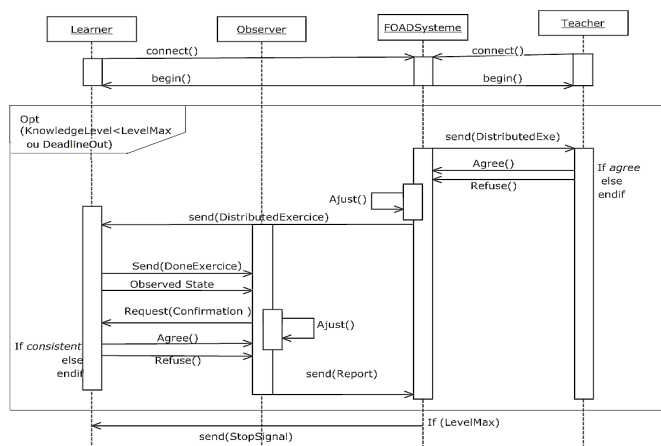 Learner
Observer
FOADSysteme
Teacher
connect()
connect()
begin()
begin()
Opt
(KnowledgeLevel<LevelMax
ou DeadlineOut)
send(DistributedExe)
Agree()
Refuse()
If agree
else
endif
Ajust()
send(DistributedExercice)
Send(DoneExercice)
Observed State
Request(Confirmation )
Ajust()
If consistent
else
endif
Agree()
Refuse()
send(Report)
If (LevelMax)
send(StopSignal)